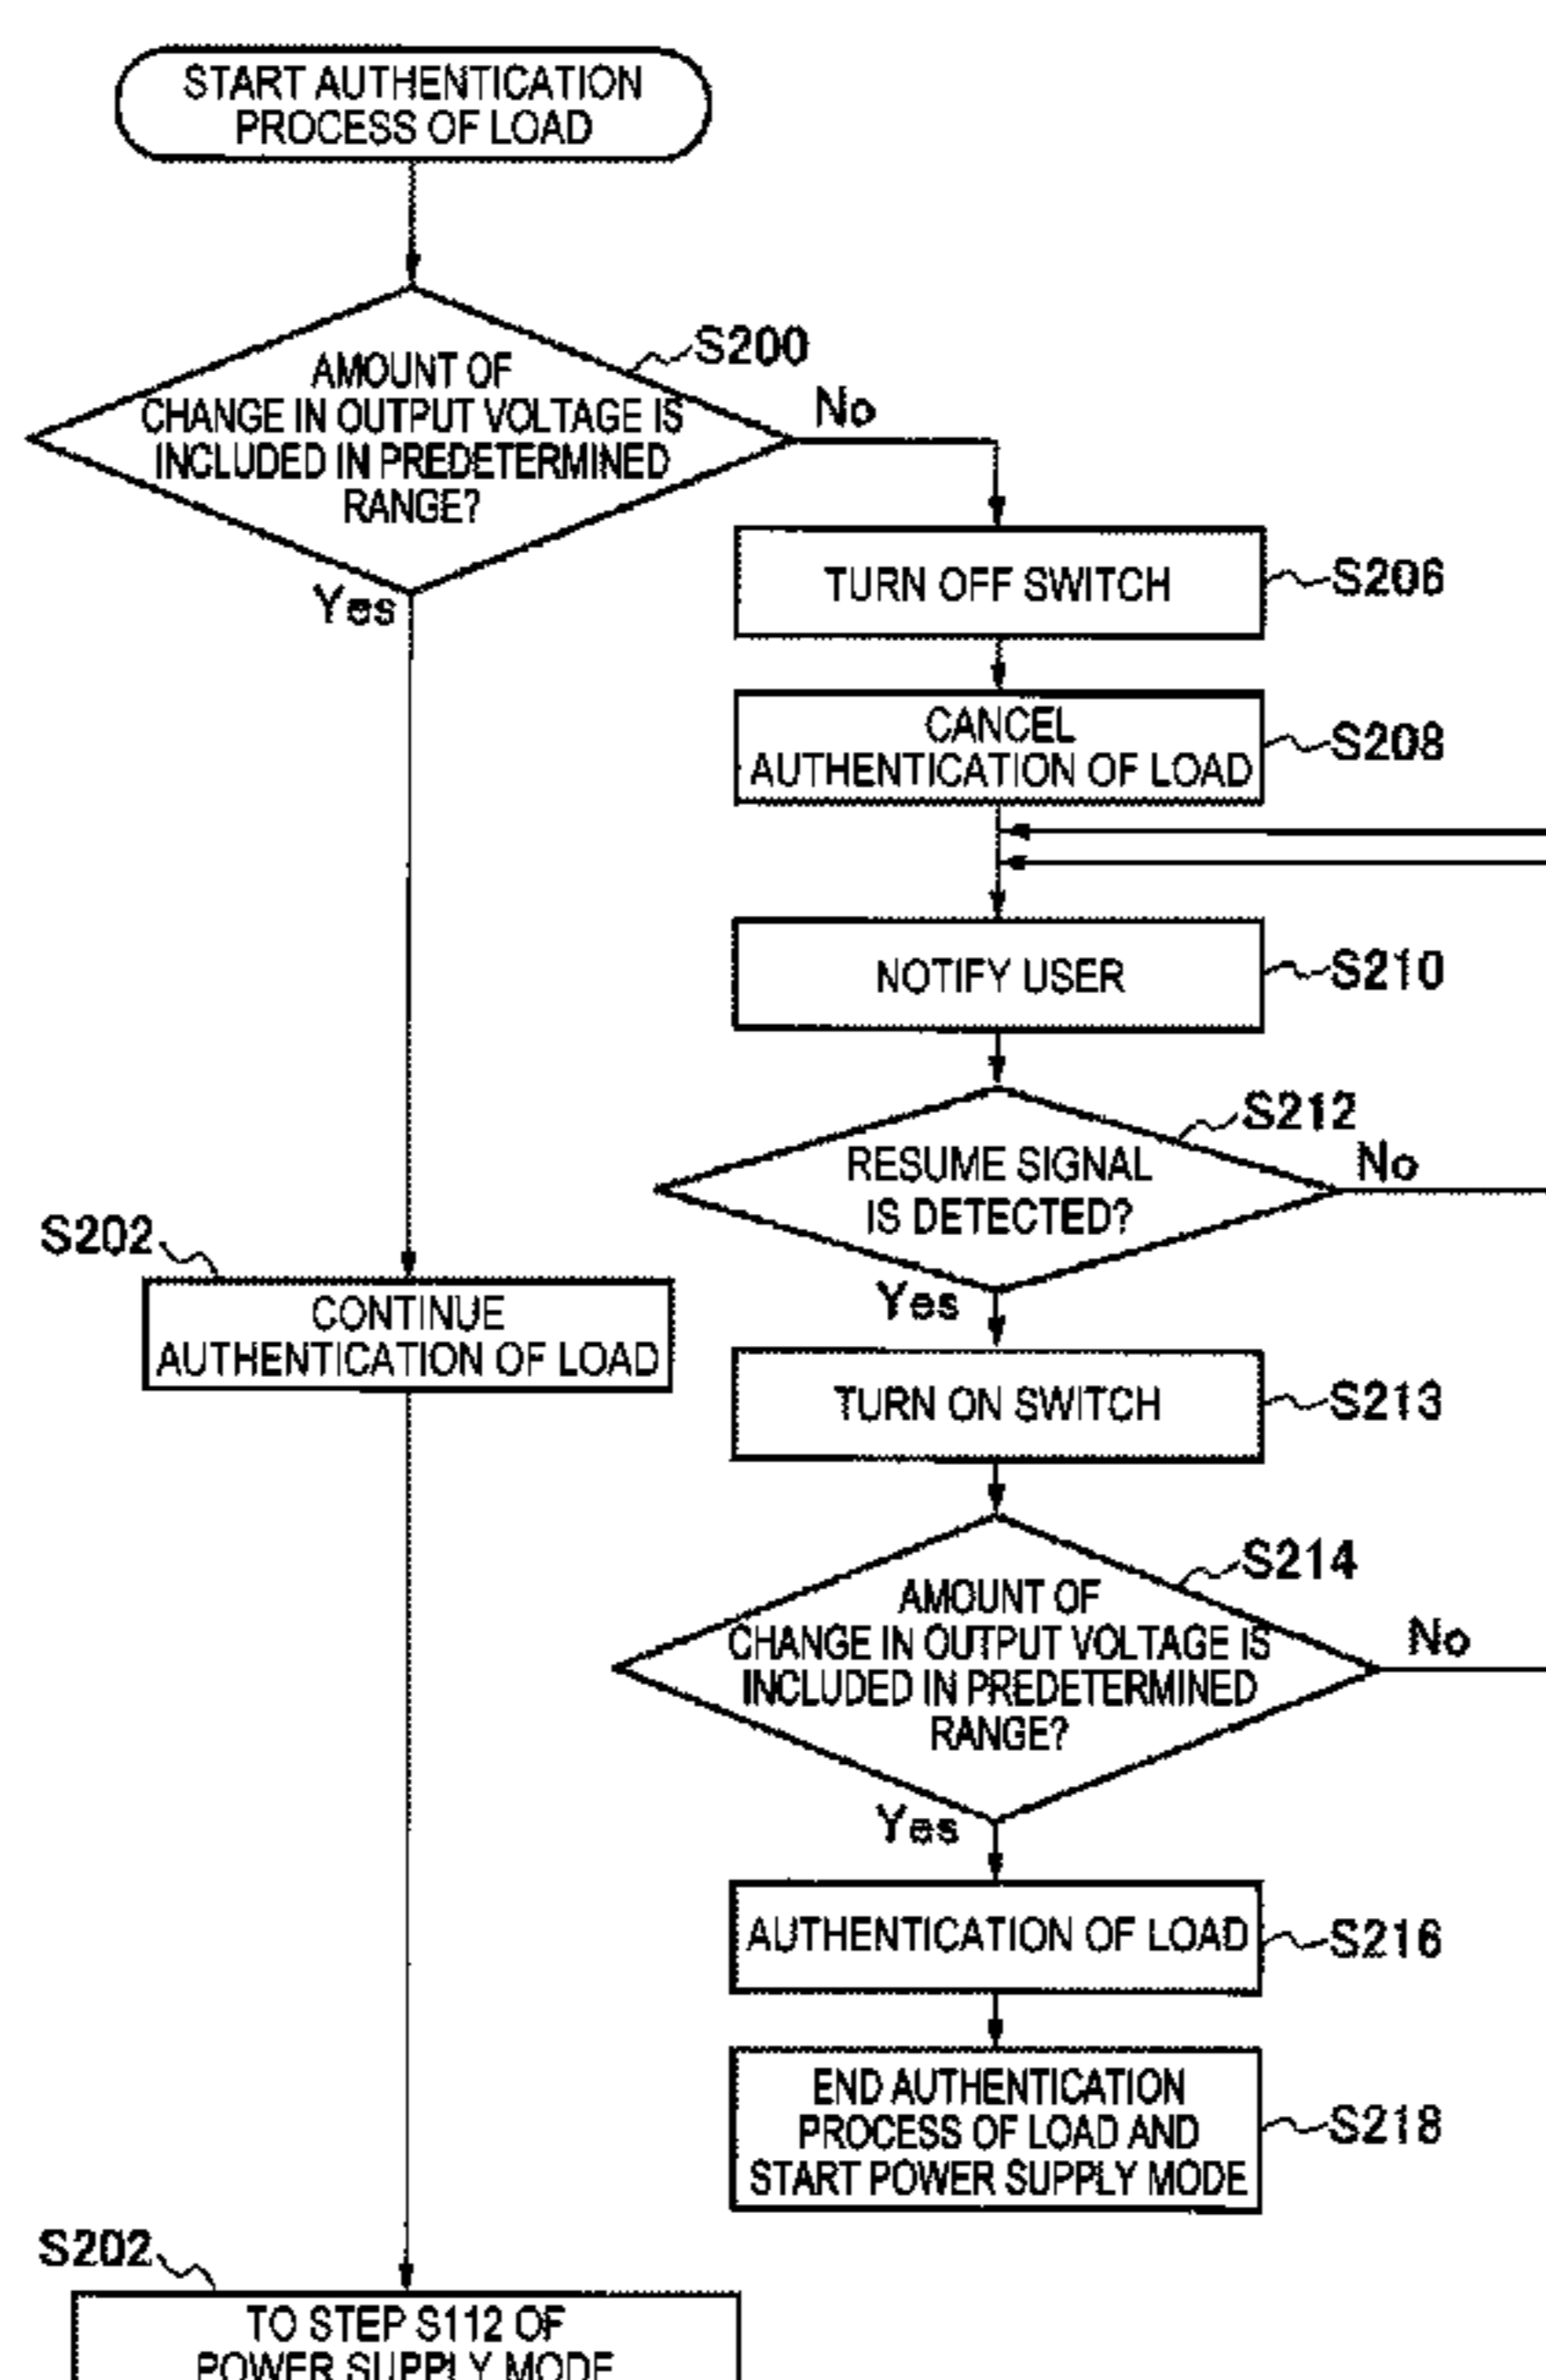 START AUTHENTICATION
PROCESS OF LOAD
S200
AMOUNT OF
CHANGE IN OUTPUT VOLTAGE IS
INCLUDED IN PREDETERMINED
RANGE?
No
Yes
TURN OFF SWITCH
S206
CANCEL
AUTHENTICATION OF LOAD
S208
NOTIFY USER
S210
S212
RESUME SIGNAL
IS DETECTED?
No
Yes
S202
CONTINUE
AUTHENTICATION OF LOAD
TURN ON SWITCH
S213
S214
AMOUNT OF
CHANGE IN OUTPUT VOLTAGE IS
INCLUDED IN PREDETERMINED
RANGE?
No
Yes
AUTHENTICATION OF LOAD
S216
END AUTHENTICATION
PROCESS OF LOAD AND
START POWER SUPPLY MODE
S218
S202
TO STEP S112 OF
POWER SUPPLY MODE